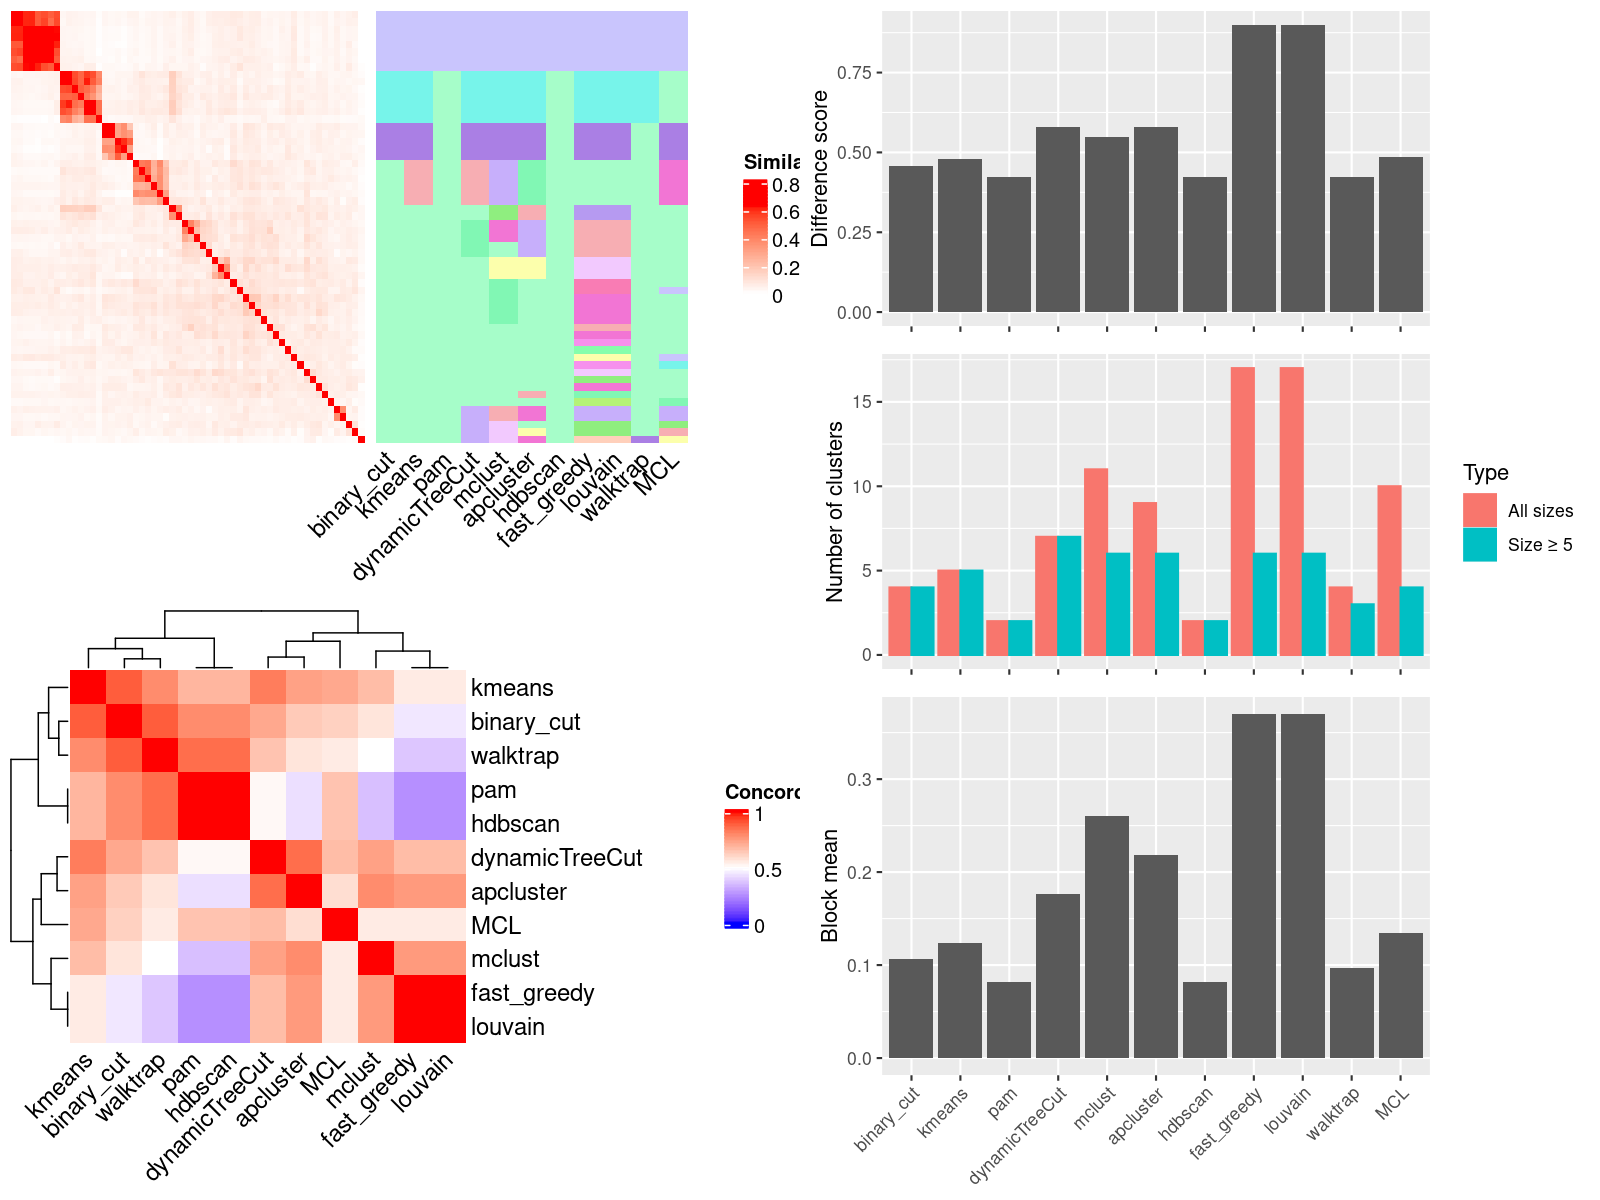 Simila
0.8
0.6
0.4
0.2
0
binary_cut
kmeans
pam
dynamicTreeCut
mclust
apcluster
hdbscan
fast_greedy
louvain
walktrap
MCL
Difference score
0.75
0.50
0.25
0.00
Number of clusters
15
10
5
0
Type
All sizes
Size ≥ 5
kmeans
binary_cut
walktrap
pam
hdbscan
dynamicTreeCut
apcluster
MCL
mclust
fast_greedy
louvain
kmeans
binary_cut
walktrap
pam
hdbscan
dynamicTreeCut
apcluster
MCL
mclust
fast_greedy
louvain
Concord
1
0.5
0
Block mean
0.3
0.2
0.1
0.0
binary_cut
kmeans
pam
dynamicTreeCut
mclust
apcluster
hdbscan
fast_greedy
louvain
walktrap
MCL